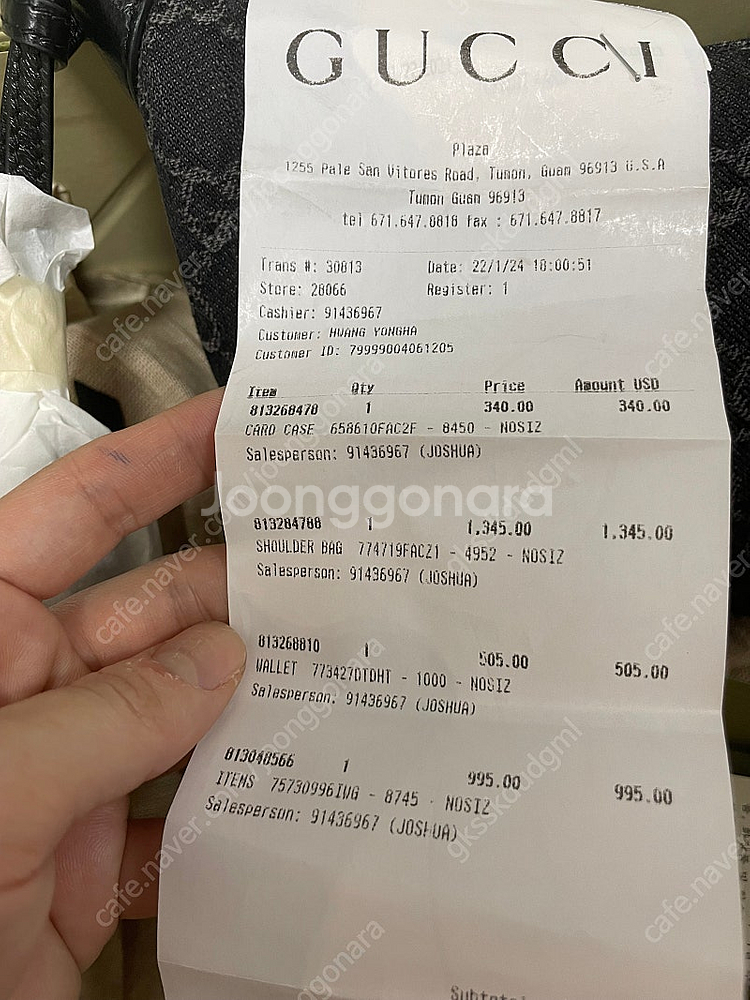 GUCCI
Plaza
1255 Pale San Vitores Road, Tumon, Guam 96913 U.S.A
Tumon Guam 96913
tel 671.647.8818 fax : 671.647.8817
Trans #: 30813 Date: 22/1/24 18:00:51
Store: 28066 Register: 1
Cashier: 91436967
Customer: HWANG YONGHA
Customer ID: 79999004061205
Item Qty Price Amount USD
813268478 1 340.00 340.00
CARD CASE 658610FAC2F - 8450 - NOSIZ
Salesperson: 91436967 (JOSHUA)
Joonggonara
813284788 1 1,345.00 1,345.00
SHOULDER BAG 774719FACZ1 - 4952 - NOSIZ
Salesperson: 91436967 (JOSHUA)
813268810 1 505.00 505.00
WALLET 773427DTDHT - 1000 - NOSIZ
Salesperson: 91436967 (JOSHUA)
813048566 1 995.00 995.00
ITEMS 75730996IWG - 8745 - NOSIZ
Salesperson: 91436967 (JOSHUA)